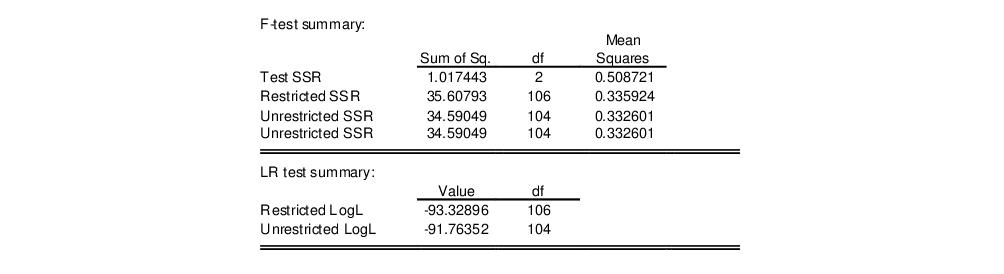 F-test summary:
Mean
Sum of Sq. df Squares
Test SSR 1.017443 2 0.508721
Restricted SSR 35.60793 106 0.335924
Unrestricted SSR 34.59049 104 0.332601
Unrestricted SSR 34.59049 104 0.332601
LR test summary:
Value df
Restricted LogL -93.32896 106
Unrestricted LogL -91.76352 104